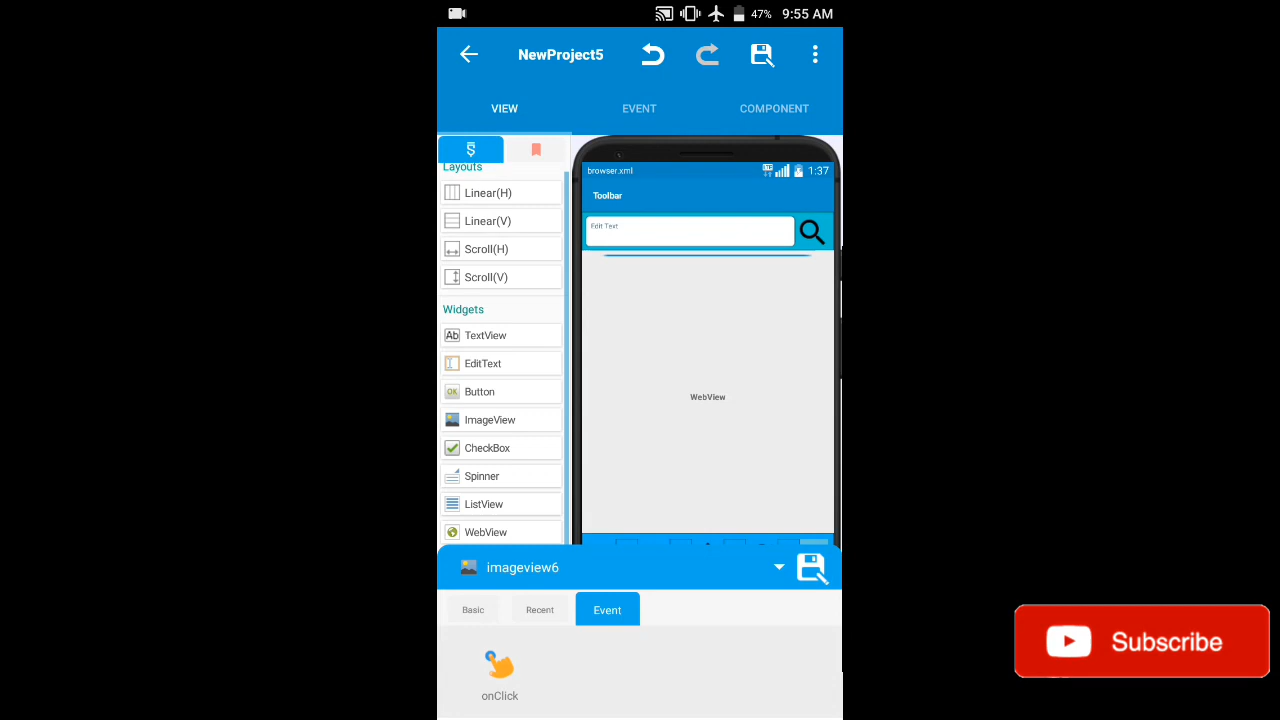 47% 9:55 AM
NewProject5
VIEW EVENT COMPONENT
Layouts
Linear(H)
Linear(V)
Scroll(H)
Scroll(V)
Widgets
Ab TextView
EditText
OK Button
ImageView
CheckBox
Spinner
ListView
WebView
browser.xml LTE 1:37
Toolbar
Edit Text
WebView
imageview6
Basic Recent Event
onClick
Subscribe